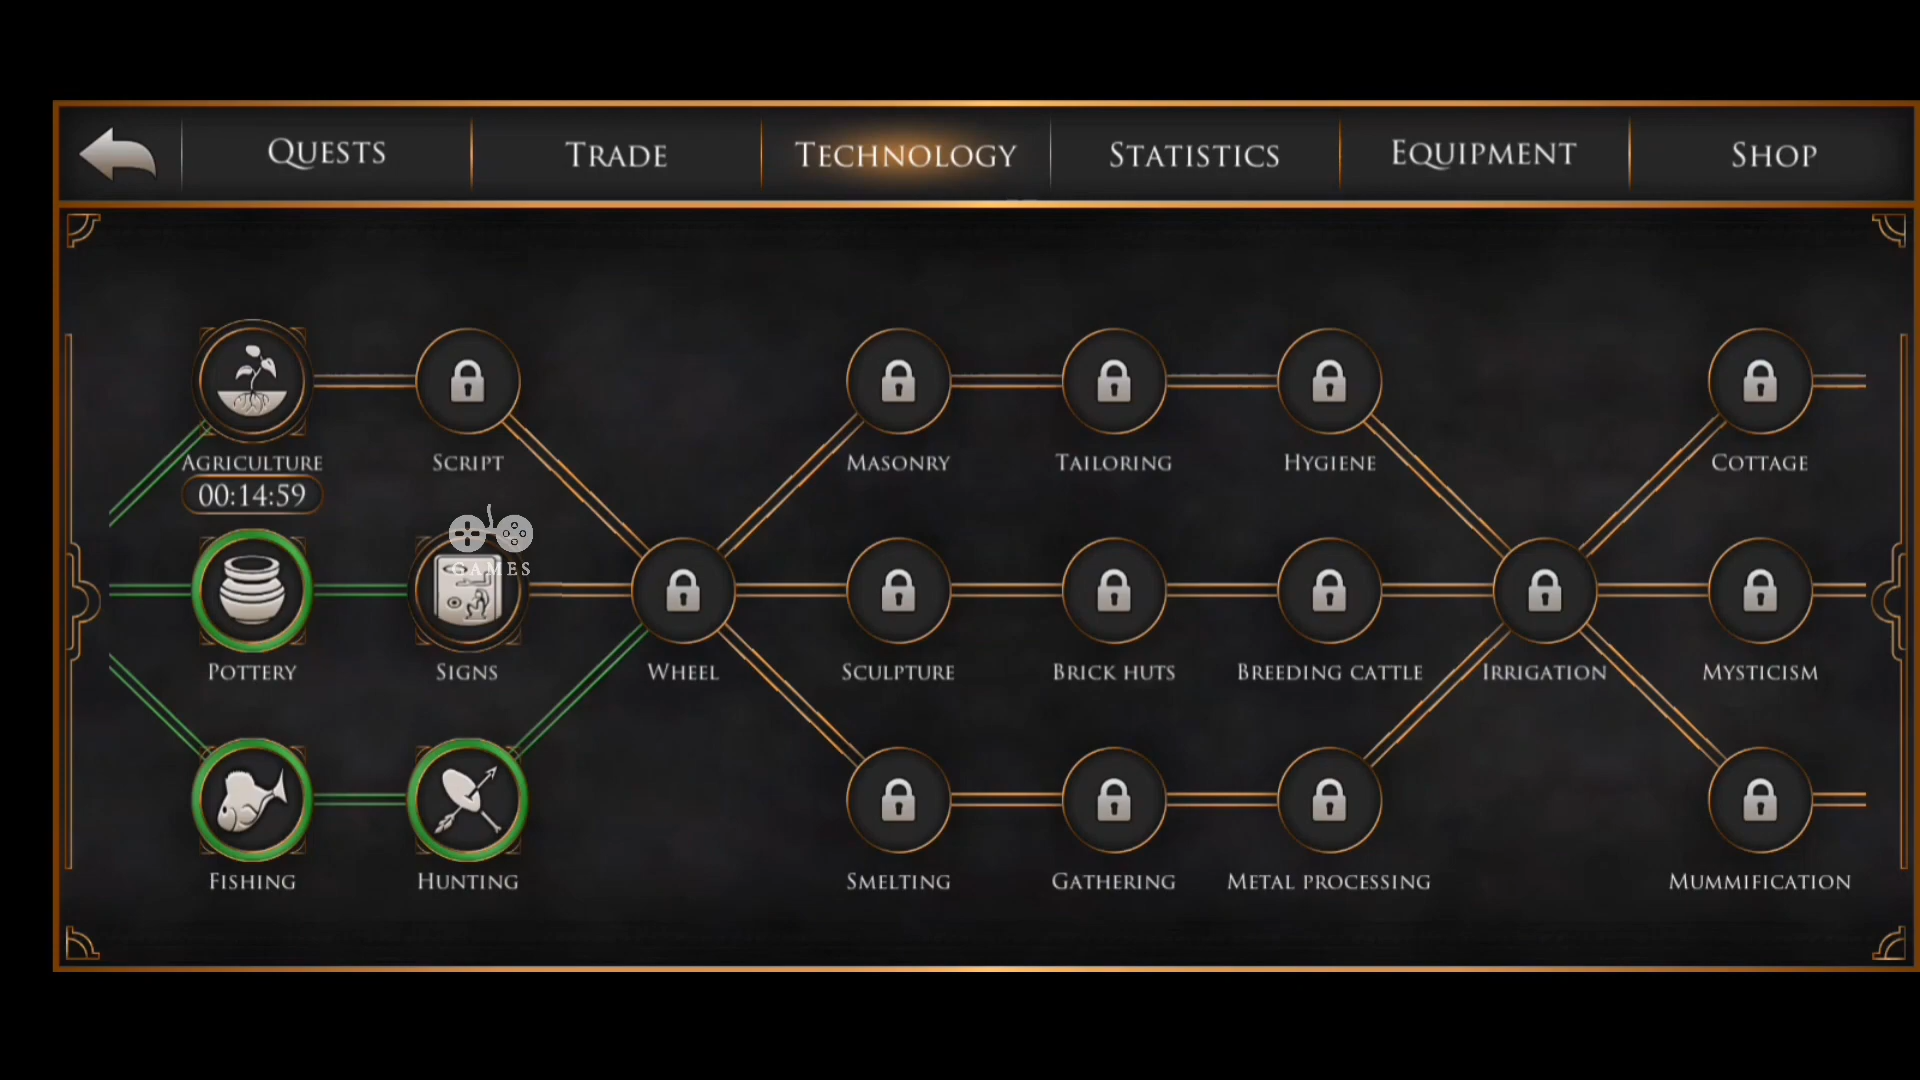 QUESTS
TRADE
TECHNOLOGY
STATISTICS
EQUIPMENT
SHOP
AGRICULTURE
00:14:59
SCRIPT
MASONRY
TAILORING
HYGIENE
COTTAGE
GAMES
POTTERY
SIGNS
WHEEL
SCULPTURE
BRICK HUTS
BREEDING CATTLE
IRRIGATION
MYSTICISM
FISHING
HUNTING
SMELTING
GATHERING
METAL PROCESSING
MUMMIFICATION